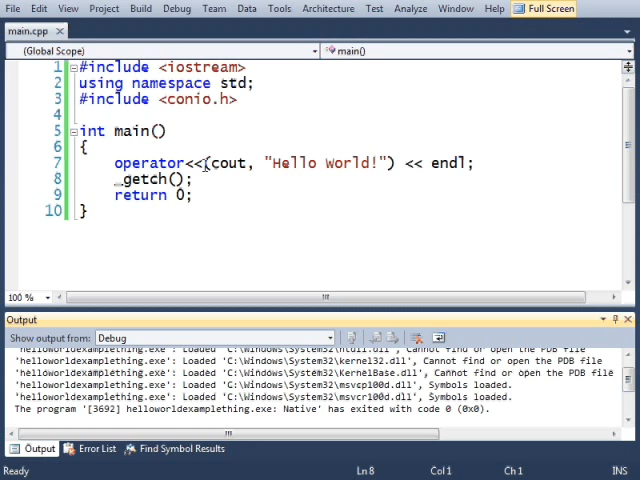 File Edit View Project Build Debug Team Data Tools Architecture Test Analyze Window Help Full Screen
main.cpp
(Global Scope) main()
1 #include <iostream>
2 using namespace std;
3 #include <conio.h>
4
5 int main()
6 {
7 operator<<(cout, "Hello World!") << endl;
8 _getch();
9 return 0;
10 }
100 %
Output
Show output from: Debug
'helloworldexamplething.exe': Loaded 'C:\Windows\System32\ntdll.dll', Cannot find or open the PDB file
'helloworldexamplething.exe': Loaded 'C:\Windows\System32\kernel32.dll', Cannot find or open the PDB file
'helloworldexamplething.exe': Loaded 'C:\Windows\System32\KernelBase.dll', Cannot find or open the PDB file
'helloworldexamplething.exe': Loaded 'C:\Windows\System32\msvcp100d.dll', Symbols loaded.
'helloworldexamplething.exe': Loaded 'C:\Windows\System32\msvcr100d.dll', Symbols loaded.
The program '[3692] helloworldexamplething.exe: Native' has exited with code 0 (0x0).
Output Error List Find Symbol Results
Ready Ln 8 Col 1 Ch 1 INS